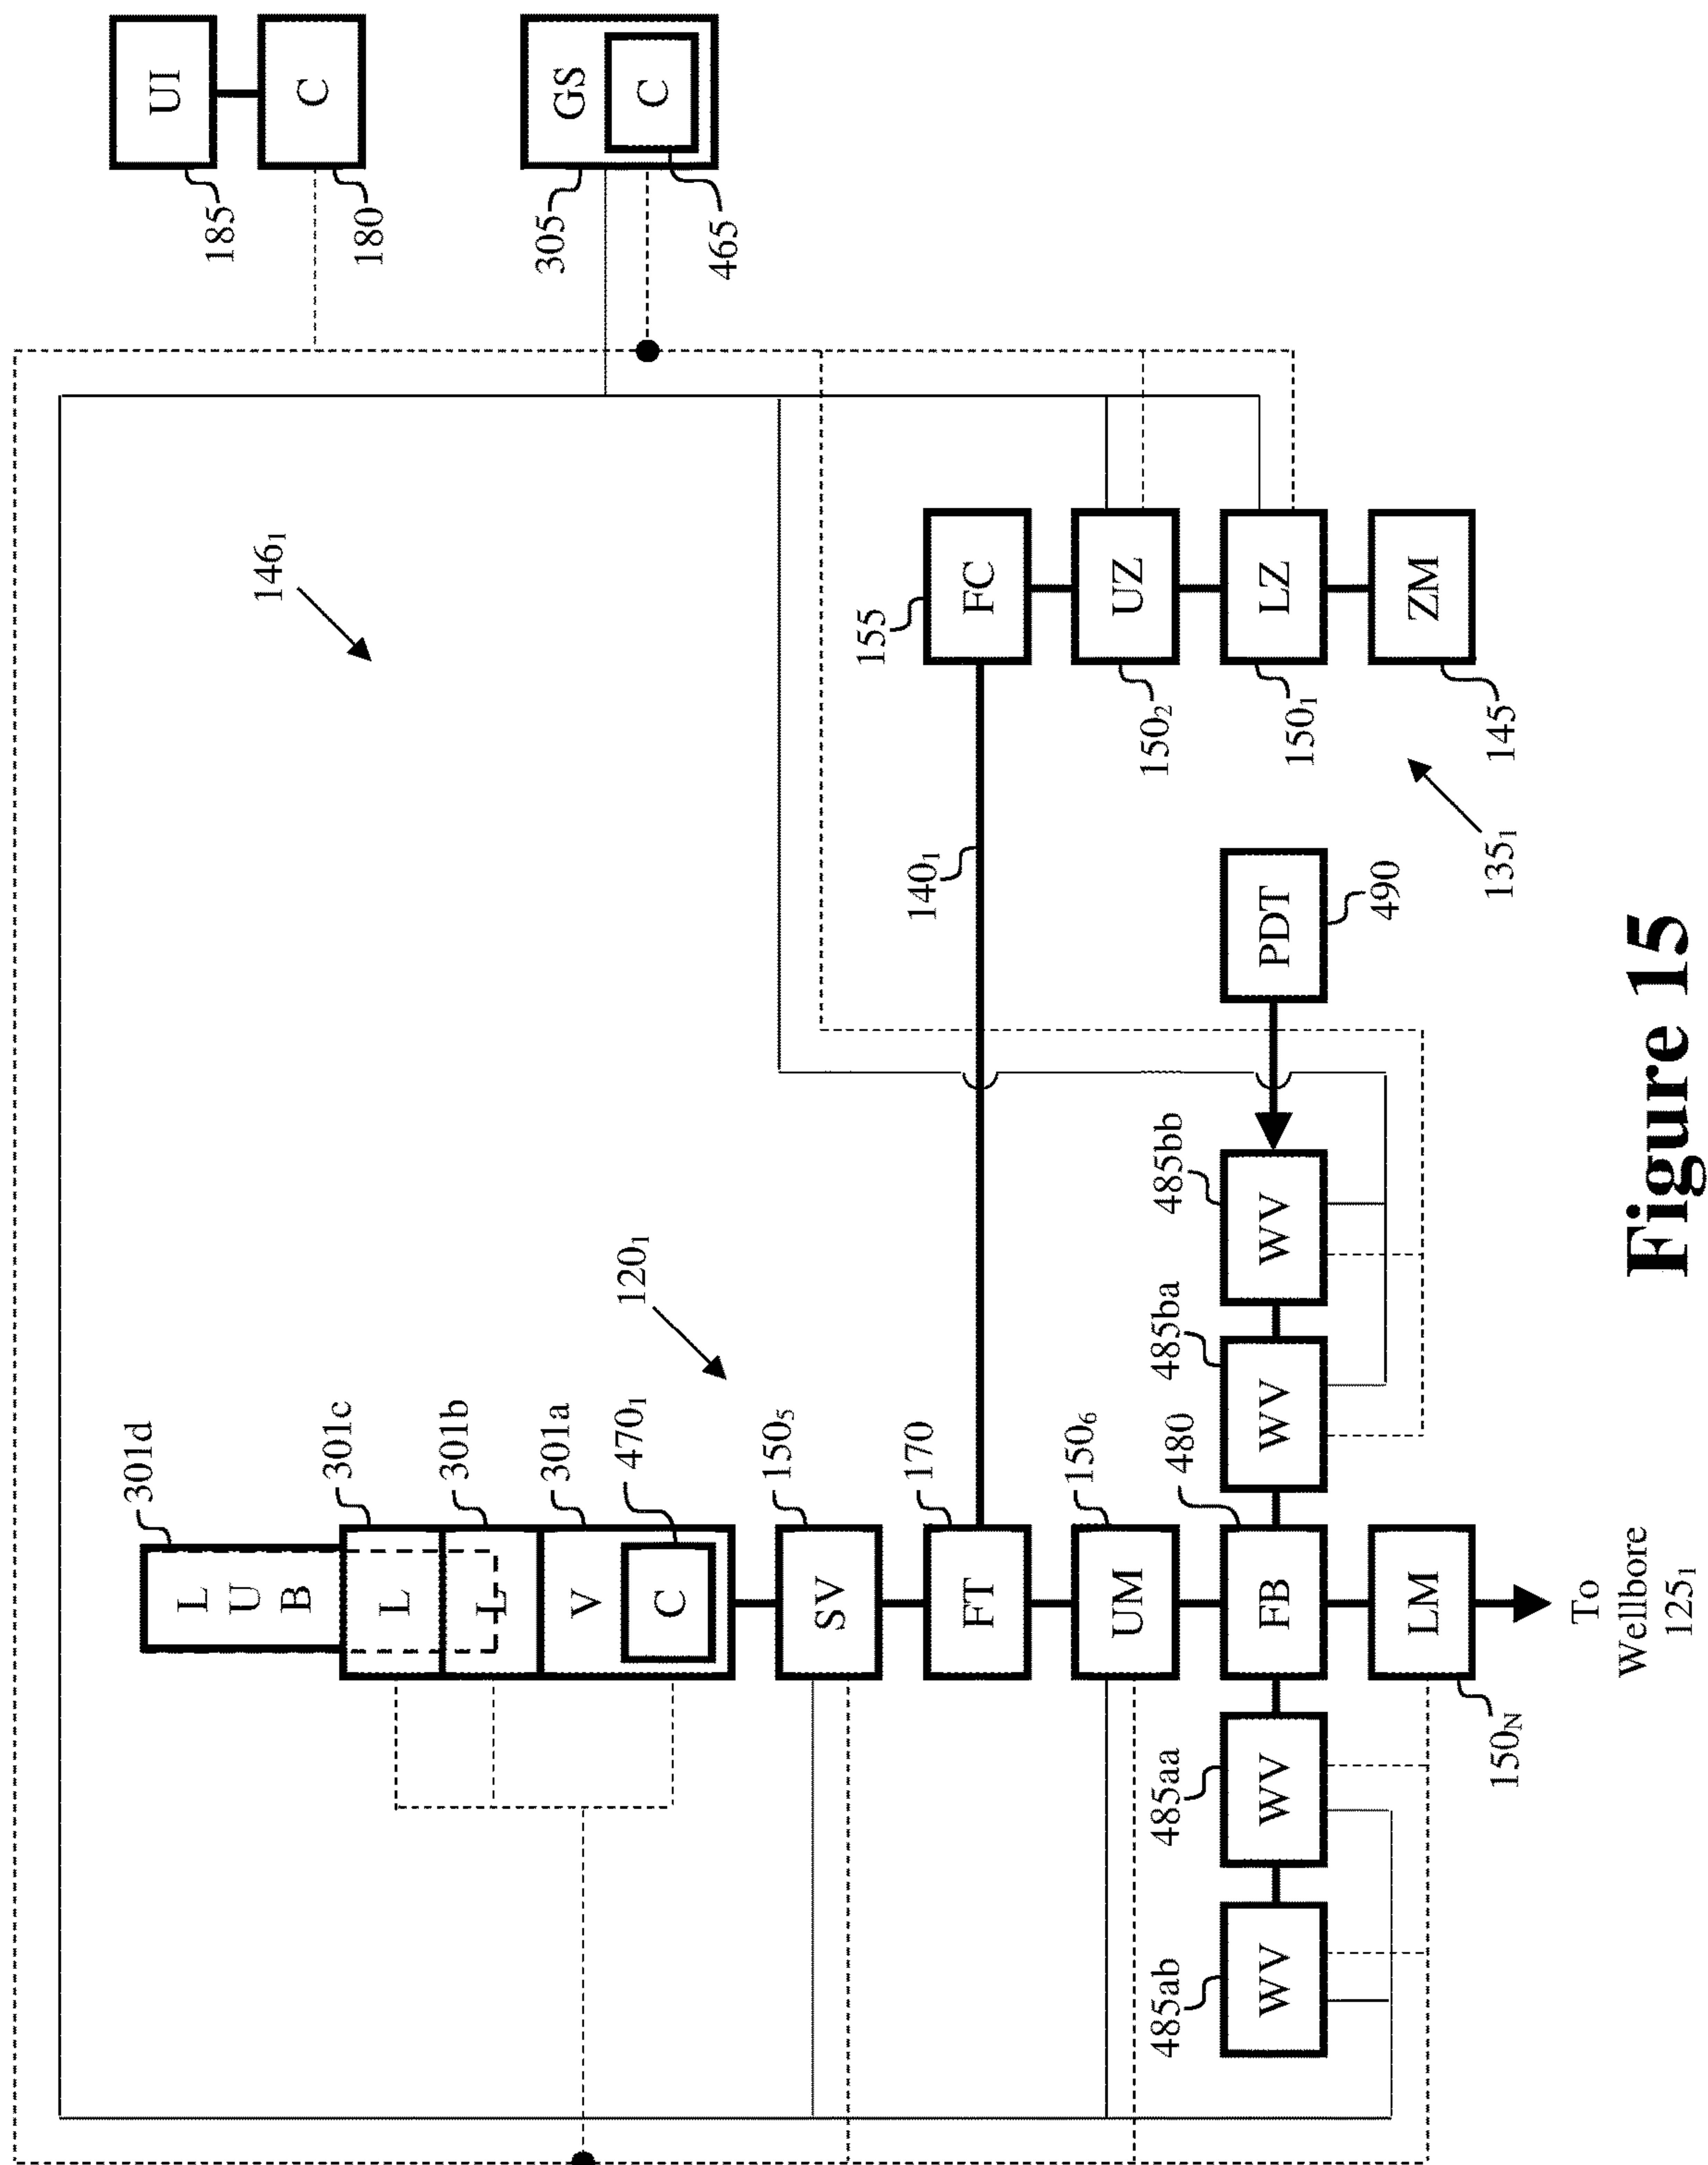 UI
185
C
180
GS
305
C
465
146₁
301d
L
U
B
301c
L
301b
L
301a
V
470₁
C
120₁
150₅
SV
170
FT
140₁
155
FC
150₆
UM
150₂
UZ
480
FB
485ab
WV
485aa
WV
485ba
WV
485bb
WV
PDT
490
150₁
LZ
150N
LM
145
ZM
135₁
To
Wellbore
125₁
Figure 15